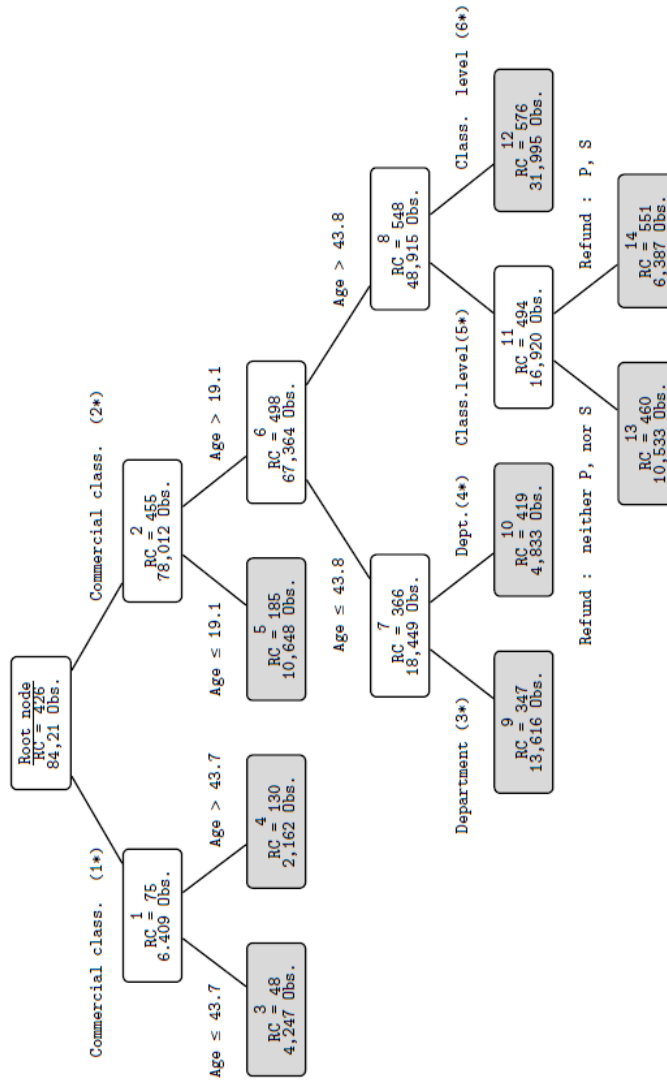 Root node
RC = 426
84,21 Obs.
Commercial class. (1*)
Commercial class. (2*)
1
RC = 75
6.409 Obs.
2
RC = 455
78,012 Obs.
Age ≤ 43.7
Age > 43.7
Age ≤ 19.1
Age > 19.1
3
RC = 48
4,247 Obs.
4
RC = 130
2,162 Obs.
5
RC = 185
10,648 Obs.
6
RC = 498
67,364 Obs.
Age ≤ 43.8
Age > 43.8
7
RC = 366
18,449 Obs.
8
RC = 548
48,915 Obs.
Department (3*)
Dept.(4*)
Class.level(5*)
Class. level (6*)
9
RC = 347
13,616 Obs.
10
RC = 419
4,833 Obs.
11
RC = 494
16,920 Obs.
12
RC = 576
31,995 Obs.
Refund : neither P, nor S
Refund : P, S
13
RC = 460
10,533 Obs.
14
RC = 551
6,387 Obs.